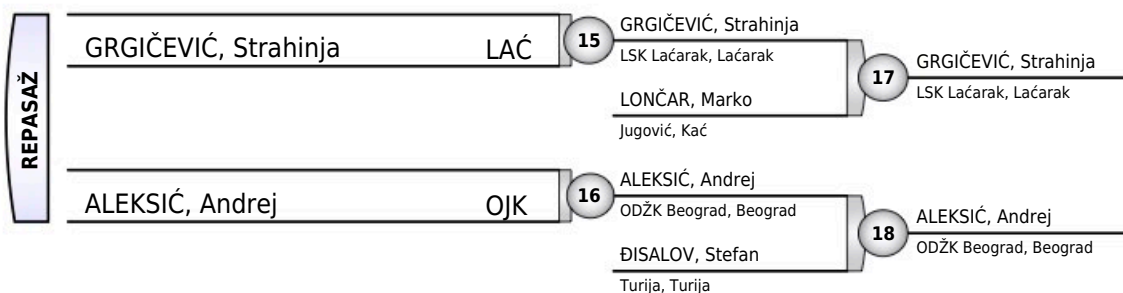 REPASAŽ
GRGIČEVIĆ, Strahinja LAĆ
15
GRGIČEVIĆ, Strahinja
LSK Laćarak, Laćarak
LONČAR, Marko
Jugović, Kać
17
GRGIČEVIĆ, Strahinja
LSK Laćarak, Laćarak
ALEKSIĆ, Andrej OJK
16
ALEKSIĆ, Andrej
ODŽK Beograd, Beograd
ĐISALOV, Stefan
Turija, Turija
18
ALEKSIĆ, Andrej
ODŽK Beograd, Beograd